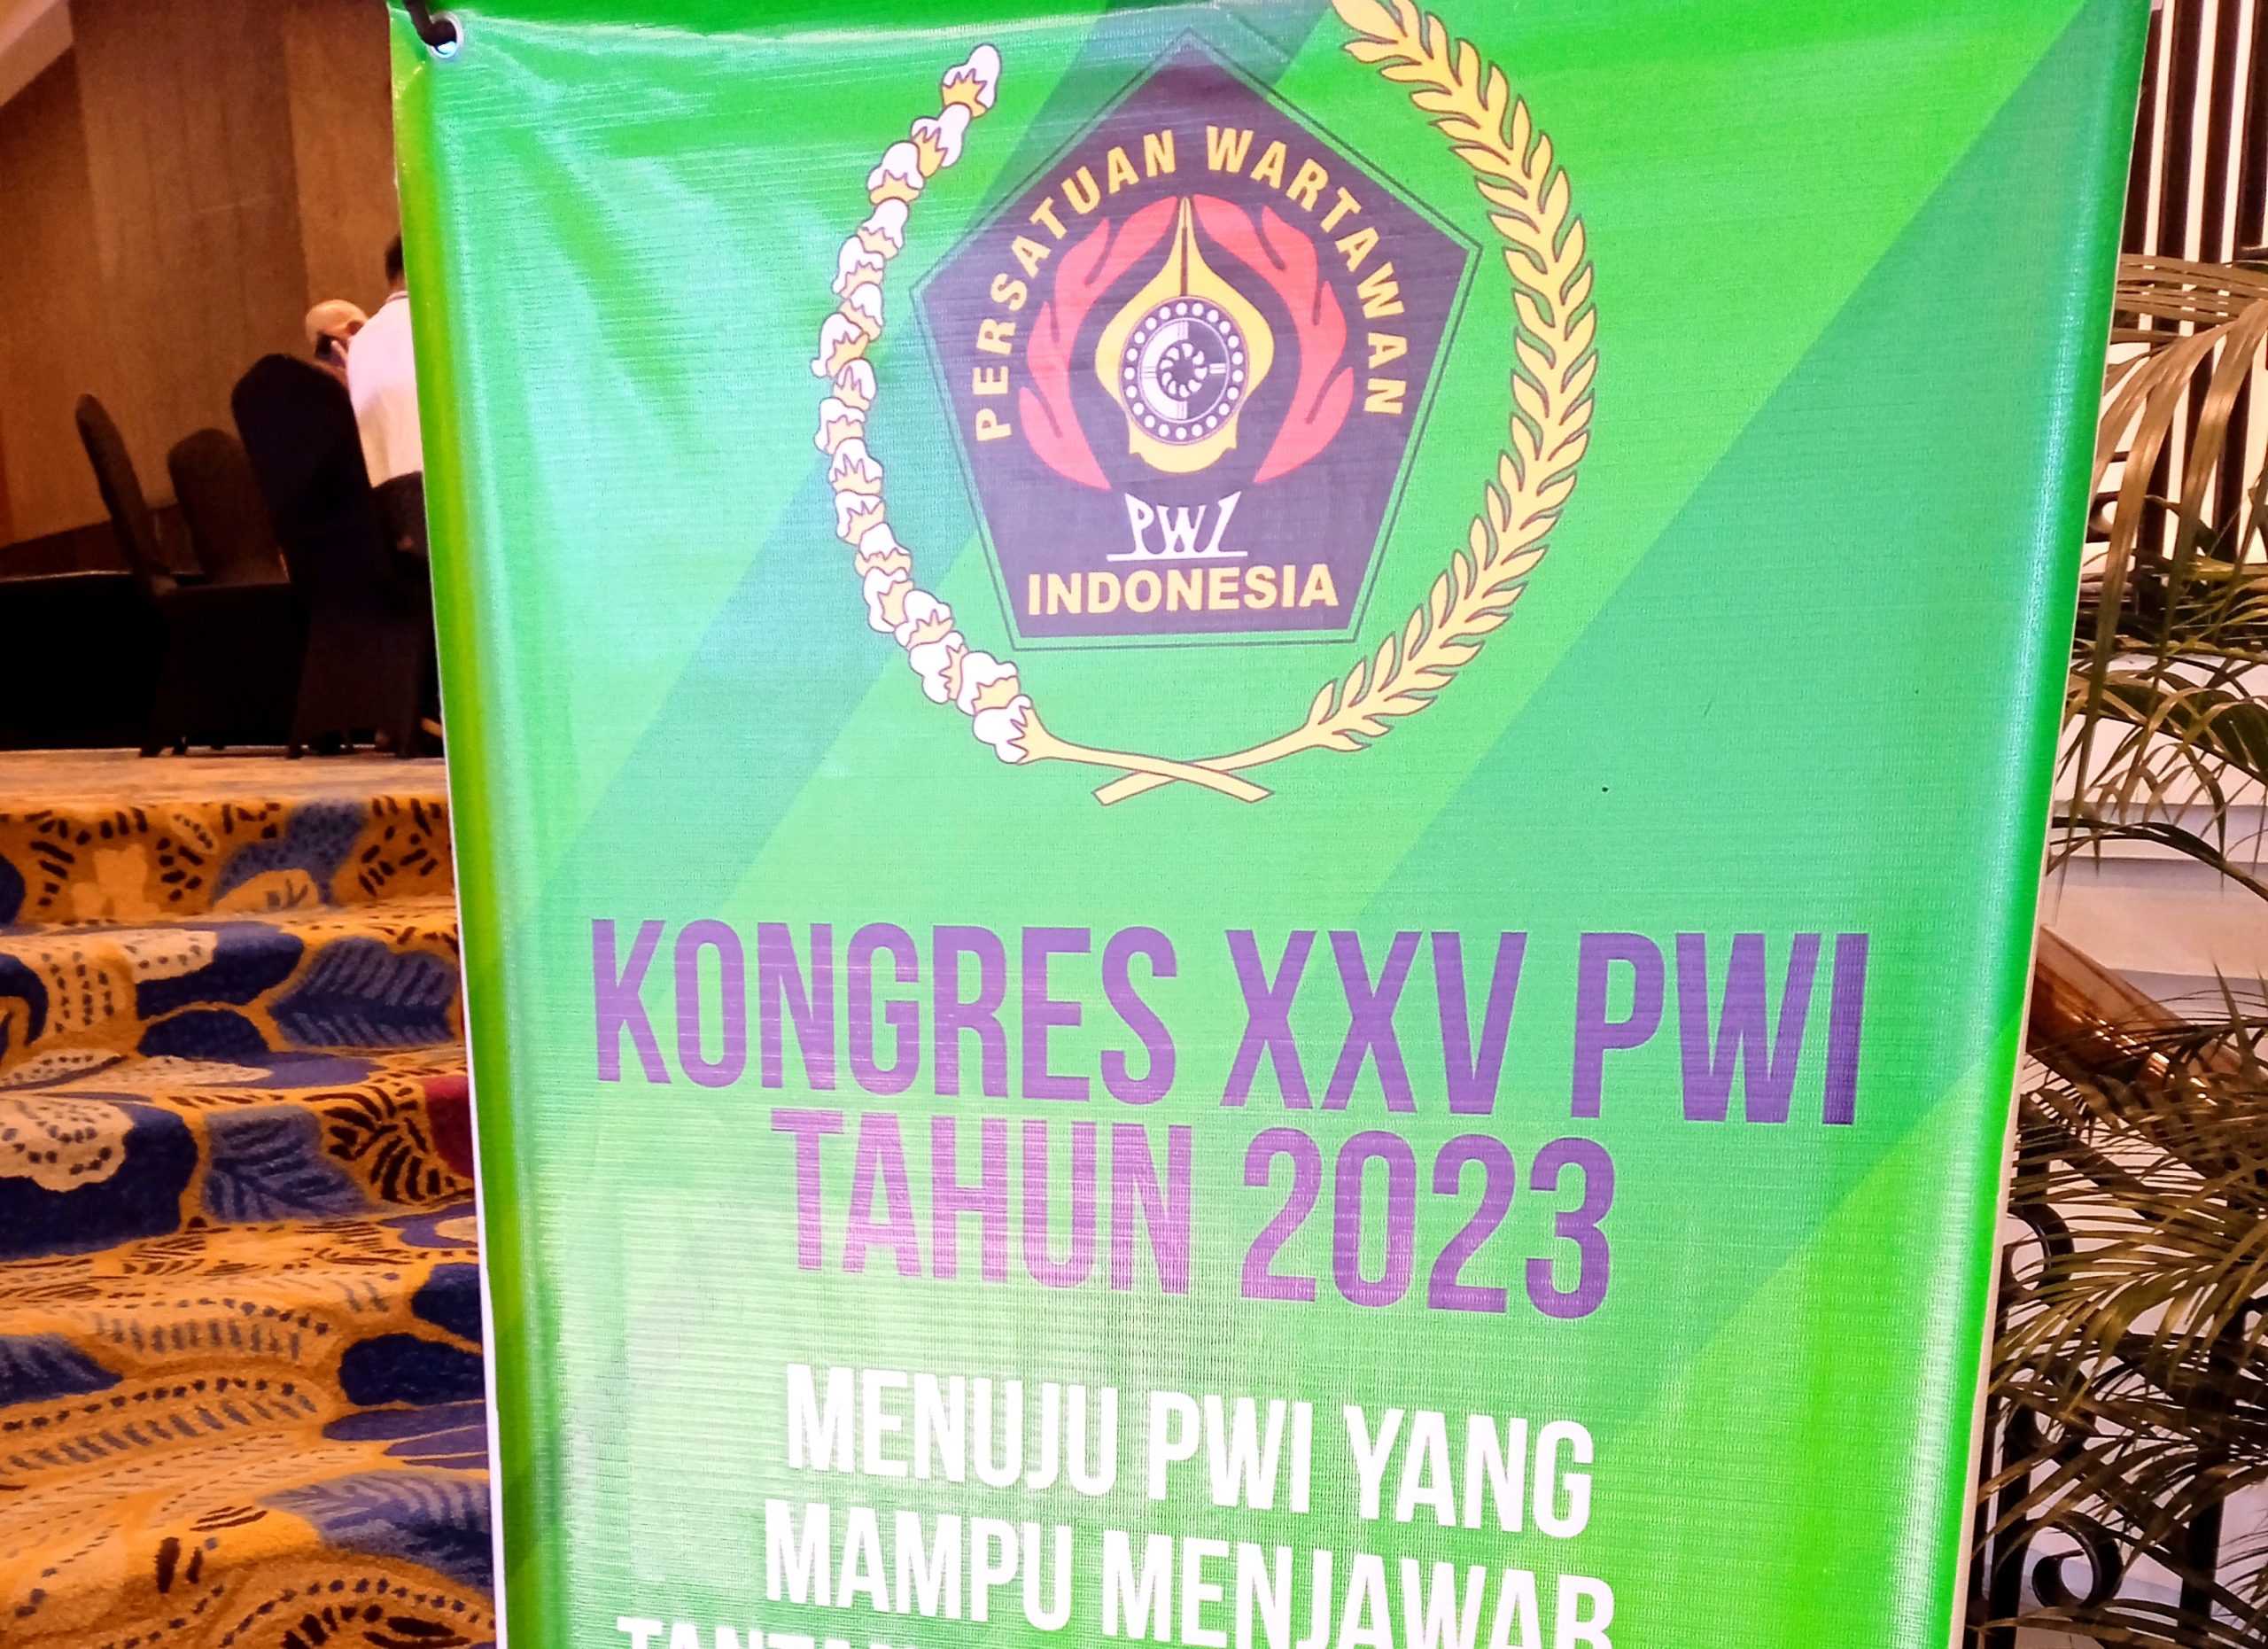 PERSATUAN WARTAWAN
PWI
INDONESIA
KONGRES XXV PWI
TAHUN 2023
MENUJU PWI YANG
MAMPU MENJAWAB